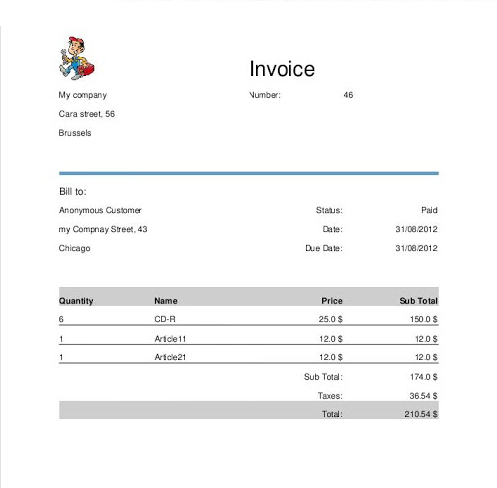 Invoice
My company Number: 46
Cara street, 56
Brussels
Bill to:
Anonymous Customer Status: Paid
my Compnay Street, 43 Date: 31/08/2012
Chicago Due Date: 31/08/2012
Quantity Name Price Sub Total
6 CD-R 25.0 $ 150.0 $
1 Article11 12.0 $ 12.0 $
1 Article21 12.0 $ 12.0 $
Sub Total: 174.0 $
Taxes: 36.54 $
Total: 210.54 $